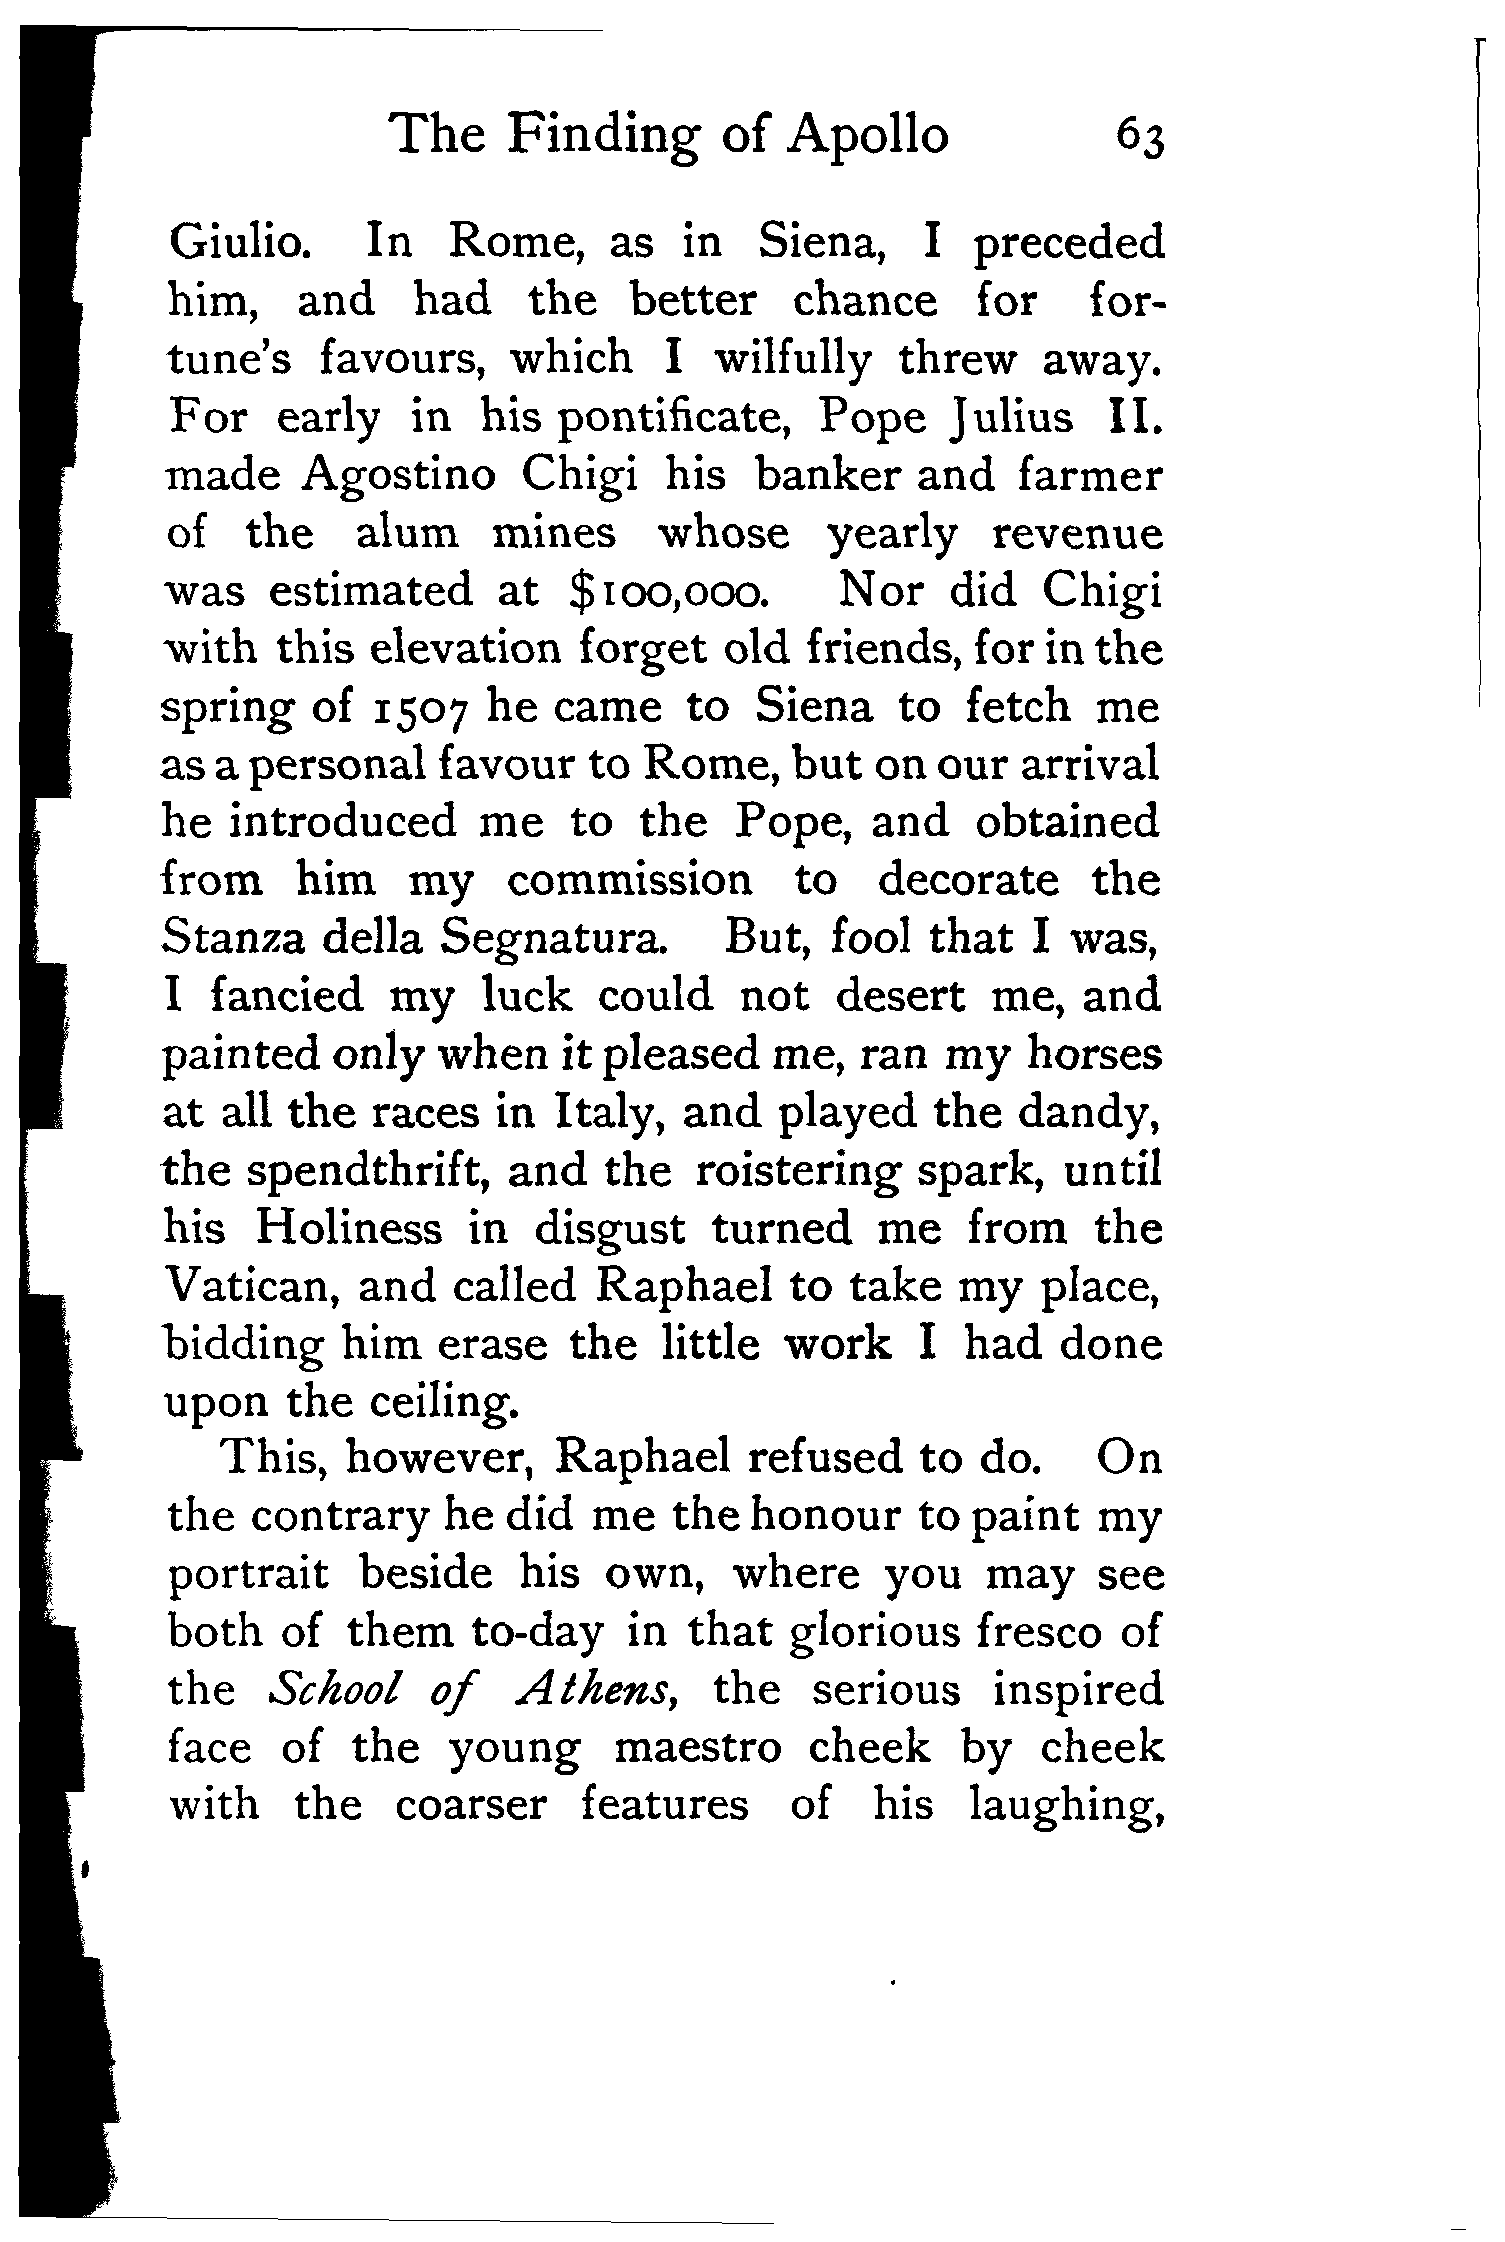 The Finding of Apollo 63
Giulio. In Rome, as in Siena, I preceded
him, and had the better chance for for-
tune's favours, which I wilfully threw away.
For early in his pontificate, Pope Julius II.
made Agostino Chigi his banker and farmer
of the alum mines whose yearly revenue
was estimated at $100,000. Nor did Chigi
with this elevation forget old friends, for in the
spring of 1507 he came to Siena to fetch me
as a personal favour to Rome, but on our arrival
he introduced me to the Pope, and obtained
from him my commission to decorate the
Stanza della Segnatura. But, fool that I was,
I fancied my luck could not desert me, and
painted only when it pleased me, ran my horses
at all the races in Italy, and played the dandy,
the spendthrift, and the roistering spark, until
his Holiness in disgust turned me from the
Vatican, and called Raphael to take my place,
bidding him erase the little work I had done
upon the ceiling.
This, however, Raphael refused to do. On
the contrary he did me the honour to paint my
portrait beside his own, where you may see
both of them to-day in that glorious fresco of
the School of Athens, the serious inspired
face of the young maestro cheek by cheek
with the coarser features of his laughing,